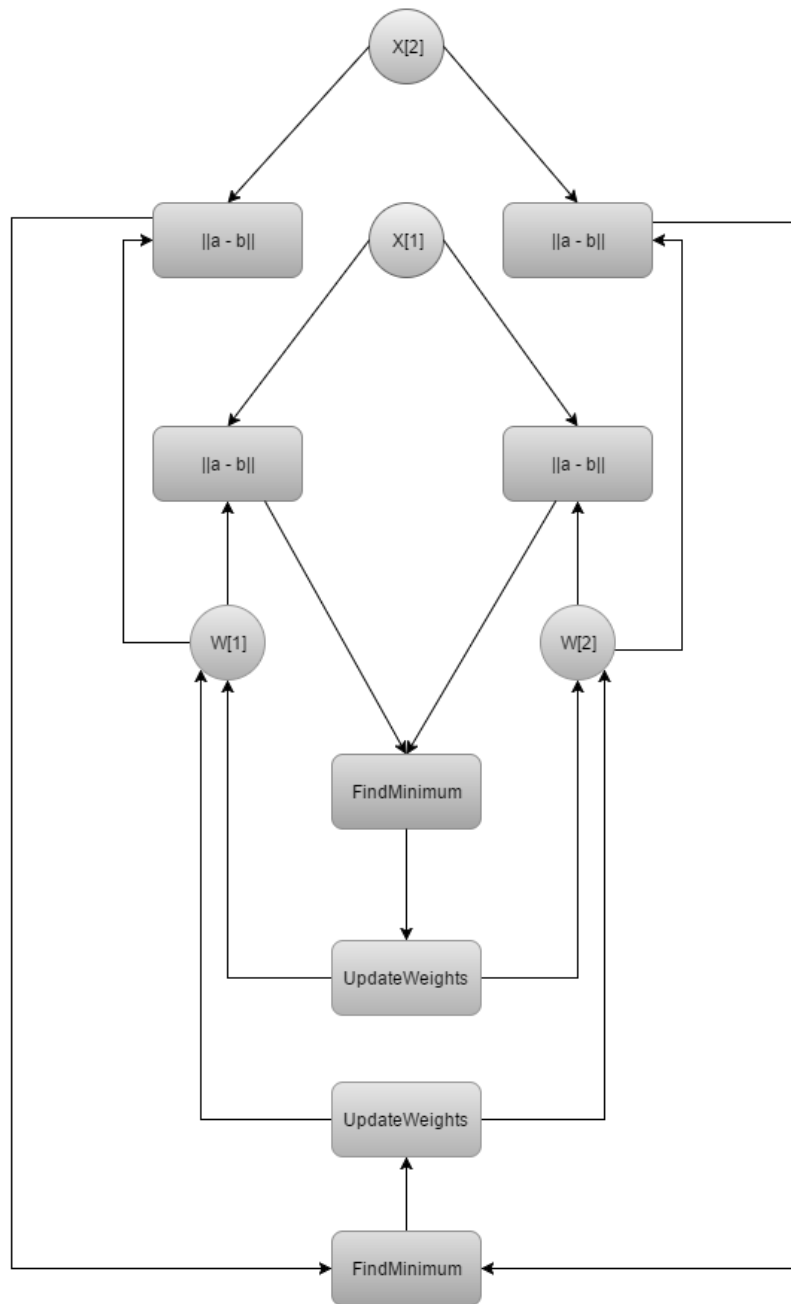 X[2]
||a - b||
X[1]
||a - b||
||a - b||
||a - b||
W[1]
W[2]
FindMinimum
UpdateWeights
UpdateWeights
FindMinimum